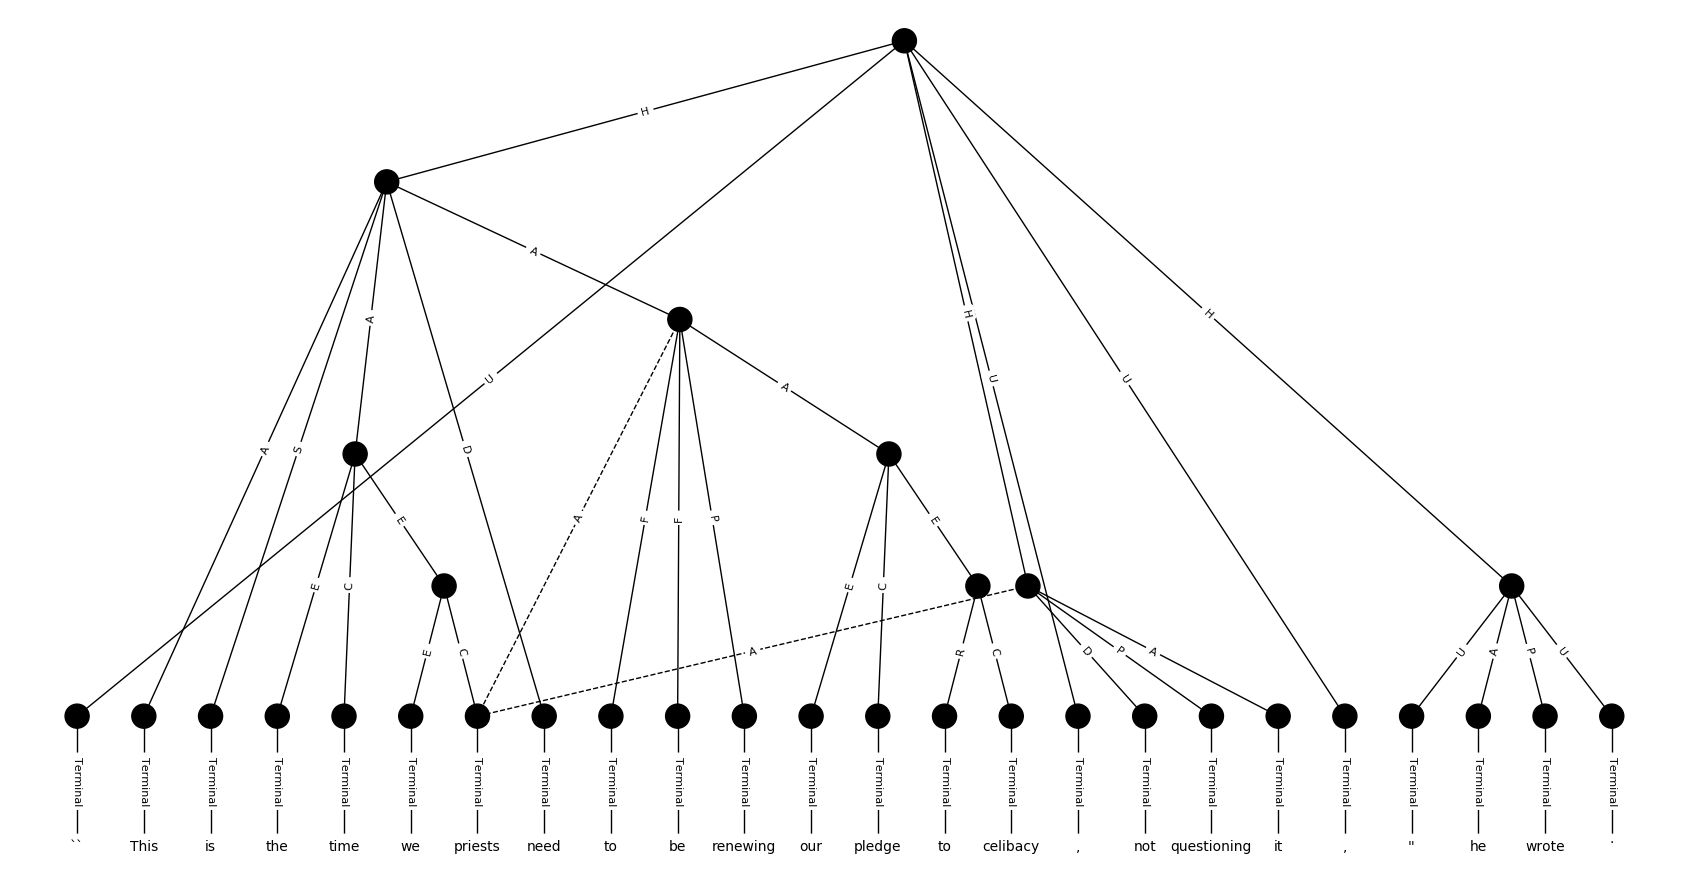 H
A
H
U
H
A
U
U
A
A
S
D
E
A
F
F
P
E
E
C
E
C
E
C
A
R
C
D
P
A
U
A
P
U
Terminal Terminal Terminal Terminal Terminal Terminal Terminal Terminal Terminal Terminal Terminal Terminal Terminal Terminal Terminal Terminal Terminal Terminal Terminal Terminal Terminal Terminal Terminal Terminal
`` This is the time we priests need to be renewing our pledge to celibacy , not questioning it , " he wrote .